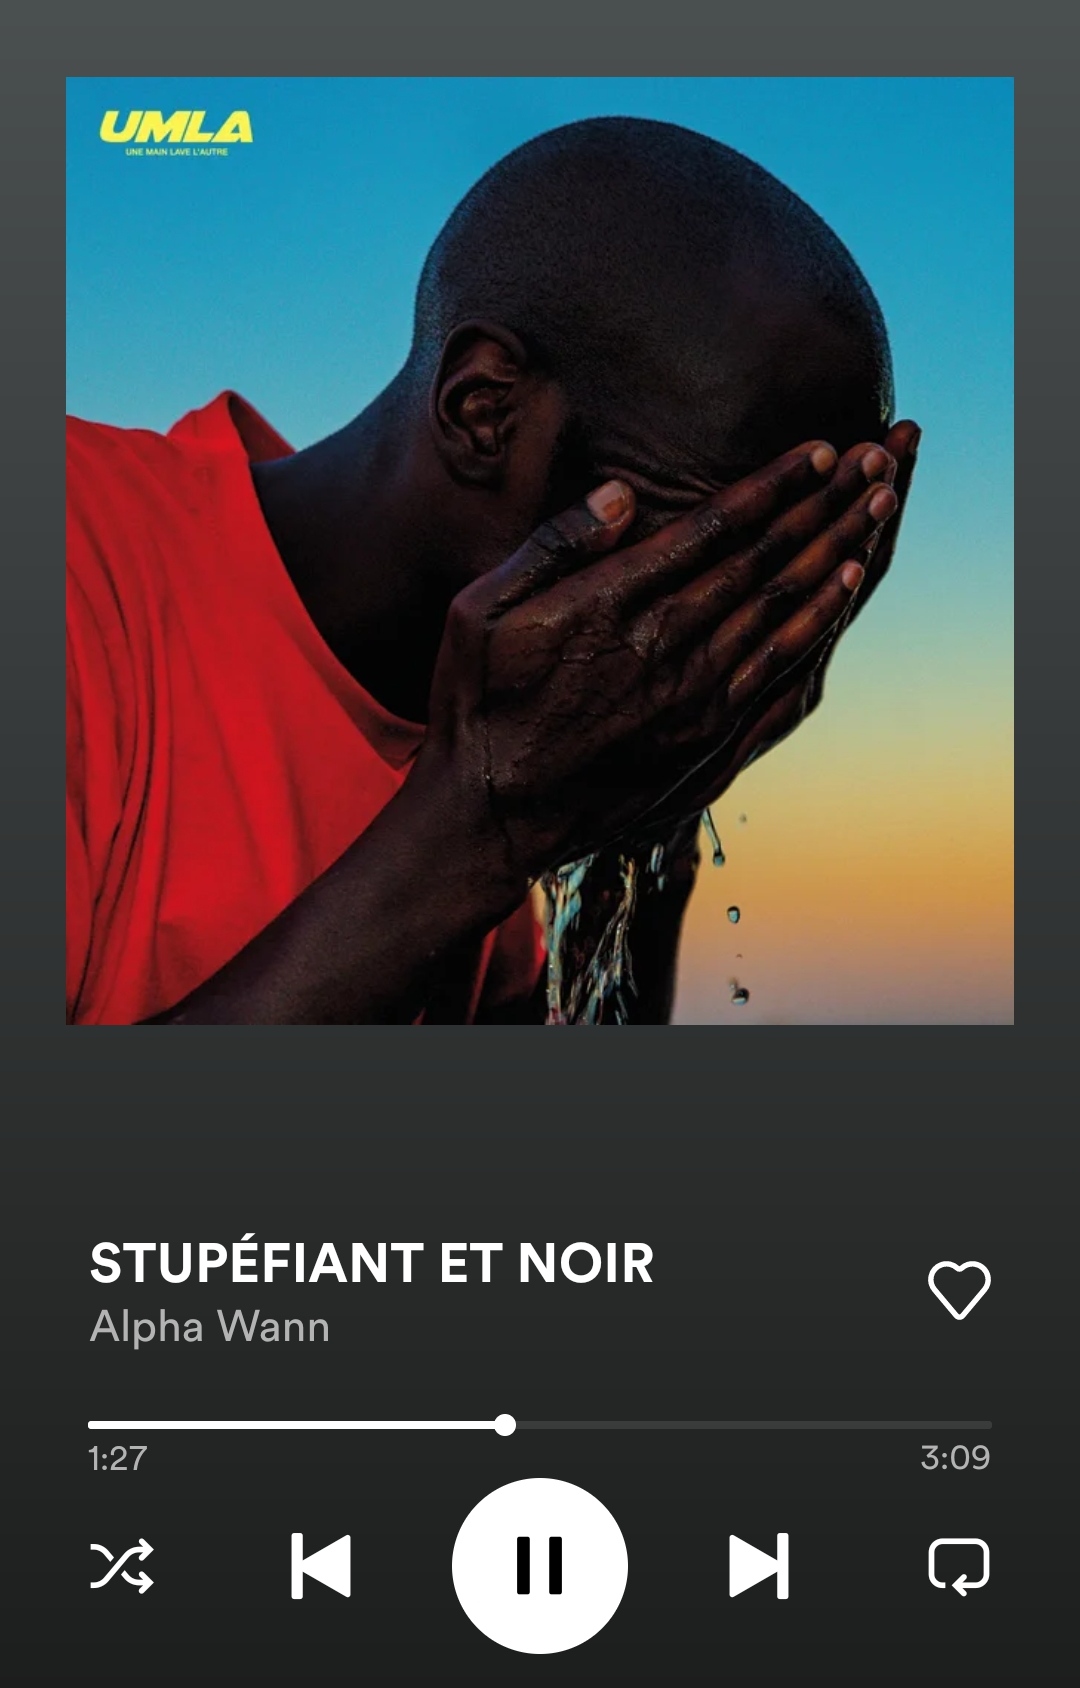 UMLA
UNE MAIN LAVE L'AUTRE
STUPÉFIANT ET NOIR
Alpha Wann
1:27
3:09